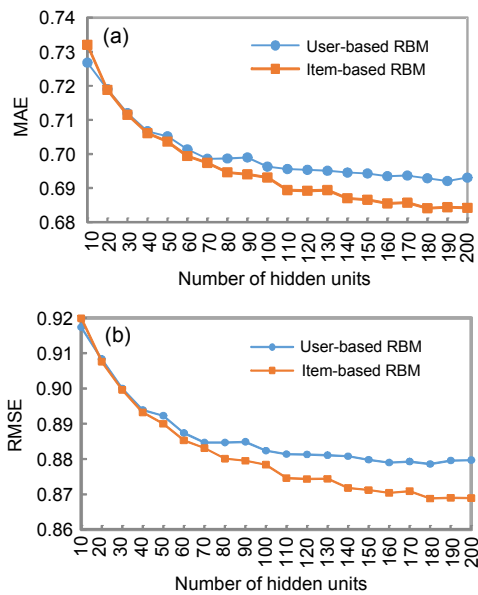 0.74
(a)
0.73
User-based RBM
Item-based RBM
0.72
MAE
0.71
0.70
0.69
0.68
10 20 30 40 50 60 70 80 90 100 110 120 130 140 150 160 170 180 190 200
Number of hidden units
0.92
(b)
0.91
User-based RBM
Item-based RBM
0.90
RMSE
0.89
0.88
0.87
0.86
10 20 30 40 50 60 70 80 90 100 110 120 130 140 150 160 170 180 190 200
Number of hidden units